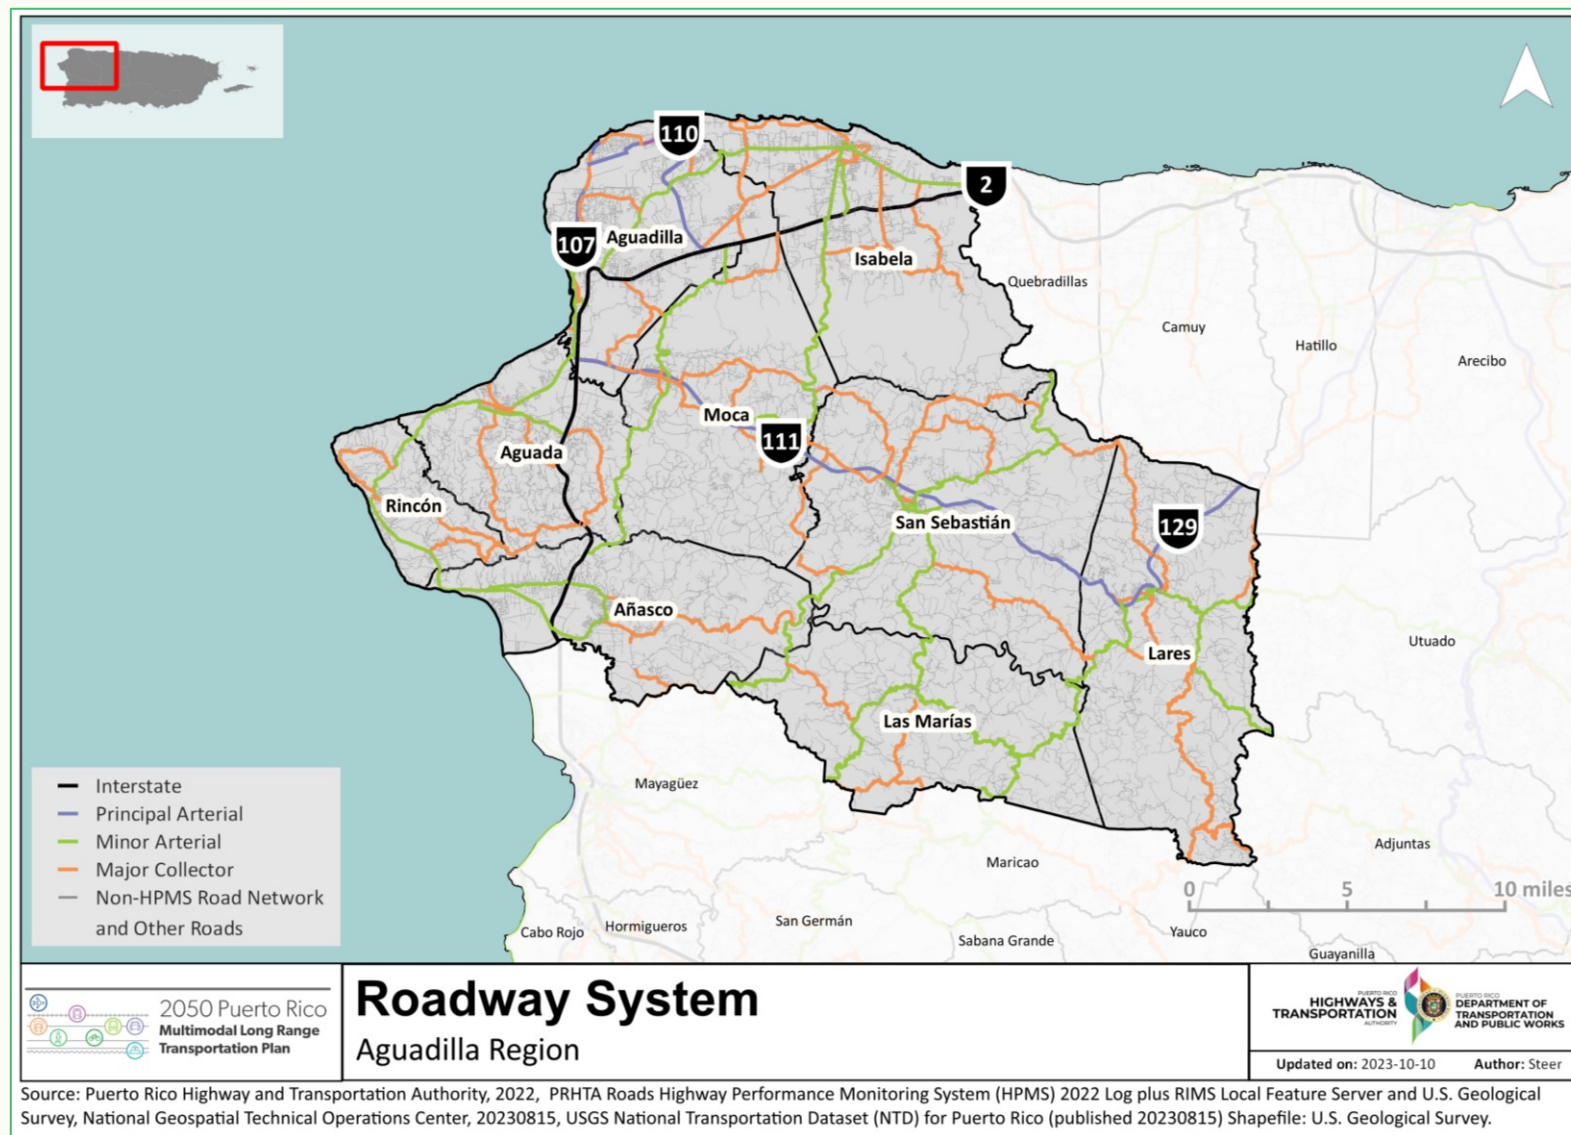 110
2
107
Aguadilla
Isabela
Quebradillas
Camuy
Hatillo
Arecibo
Moca
111
Aguada
Rincón
San Sebastián
129
Añasco
Utuado
Lares
Las Marías
Mayagüez
Adjuntas
Maricao
San Germán
Cabo Rojo
Hormigueros
Sabana Grande
Yauco
Guayanilla
0 5 10 miles
Interstate
Principal Arterial
Minor Arterial
Major Collector
Non-HPMS Road Network
and Other Roads
2050 Puerto Rico
Multimodal Long Range
Transportation Plan
Roadway System
Aguadilla Region
PUERTO RICO
HIGHWAYS &
TRANSPORTATION
AUTHORITY
PUERTO RICO
DEPARTMENT OF
TRANSPORTATION
AND PUBLIC WORKS
Updated on: 2023-10-10 Author: Steer
Source: Puerto Rico Highway and Transportation Authority, 2022, PRHTA Roads Highway Performance Monitoring System (HPMS) 2022 Log plus RIMS Local Feature Server and U.S. Geological
Survey, National Geospatial Technical Operations Center, 20230815, USGS National Transportation Dataset (NTD) for Puerto Rico (published 20230815) Shapefile: U.S. Geological Survey.